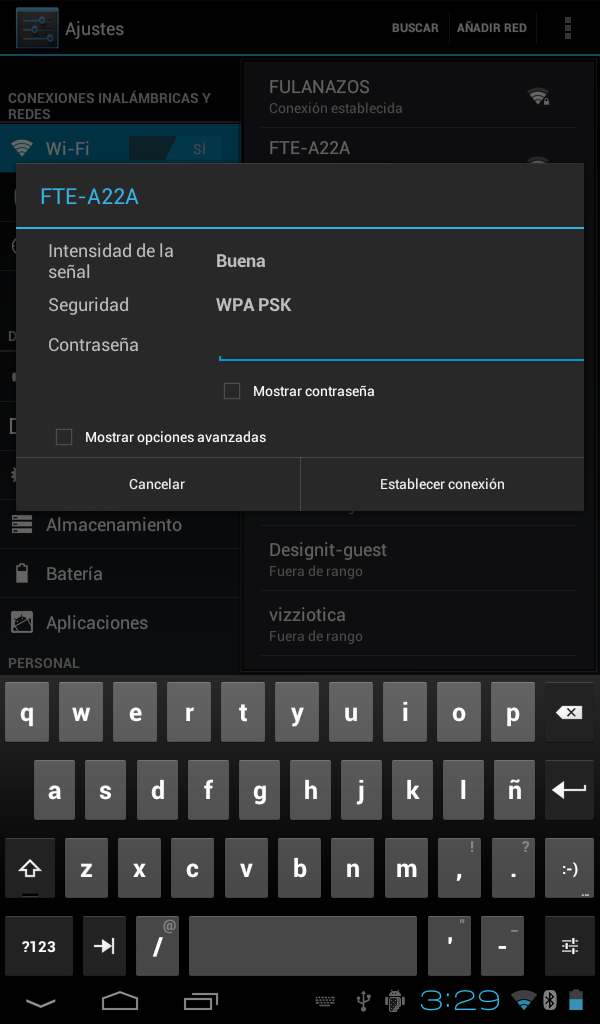 Ajustes
BUSCAR
AÑADIR RED
CONEXIONES INALÁMBRICAS Y
REDES
FULANAZOS
Conexión establecida
Wi-Fi
SÍ
FTE-A22A
FTE-A22A
Intensidad de la
señal
Buena
Seguridad
WPA PSK
Contraseña
Mostrar contraseña
Mostrar opciones avanzadas
Cancelar
Establecer conexión
Almacenamiento
Designit-guest
Fuera de rango
Batería
vizziotica
Fuera de rango
Aplicaciones
PERSONAL
q w e r t y u i o p
a s d f g h j k l ñ
z x c v b n m , ! . ? :-) ...
?123 / @ ' " - _
3:29